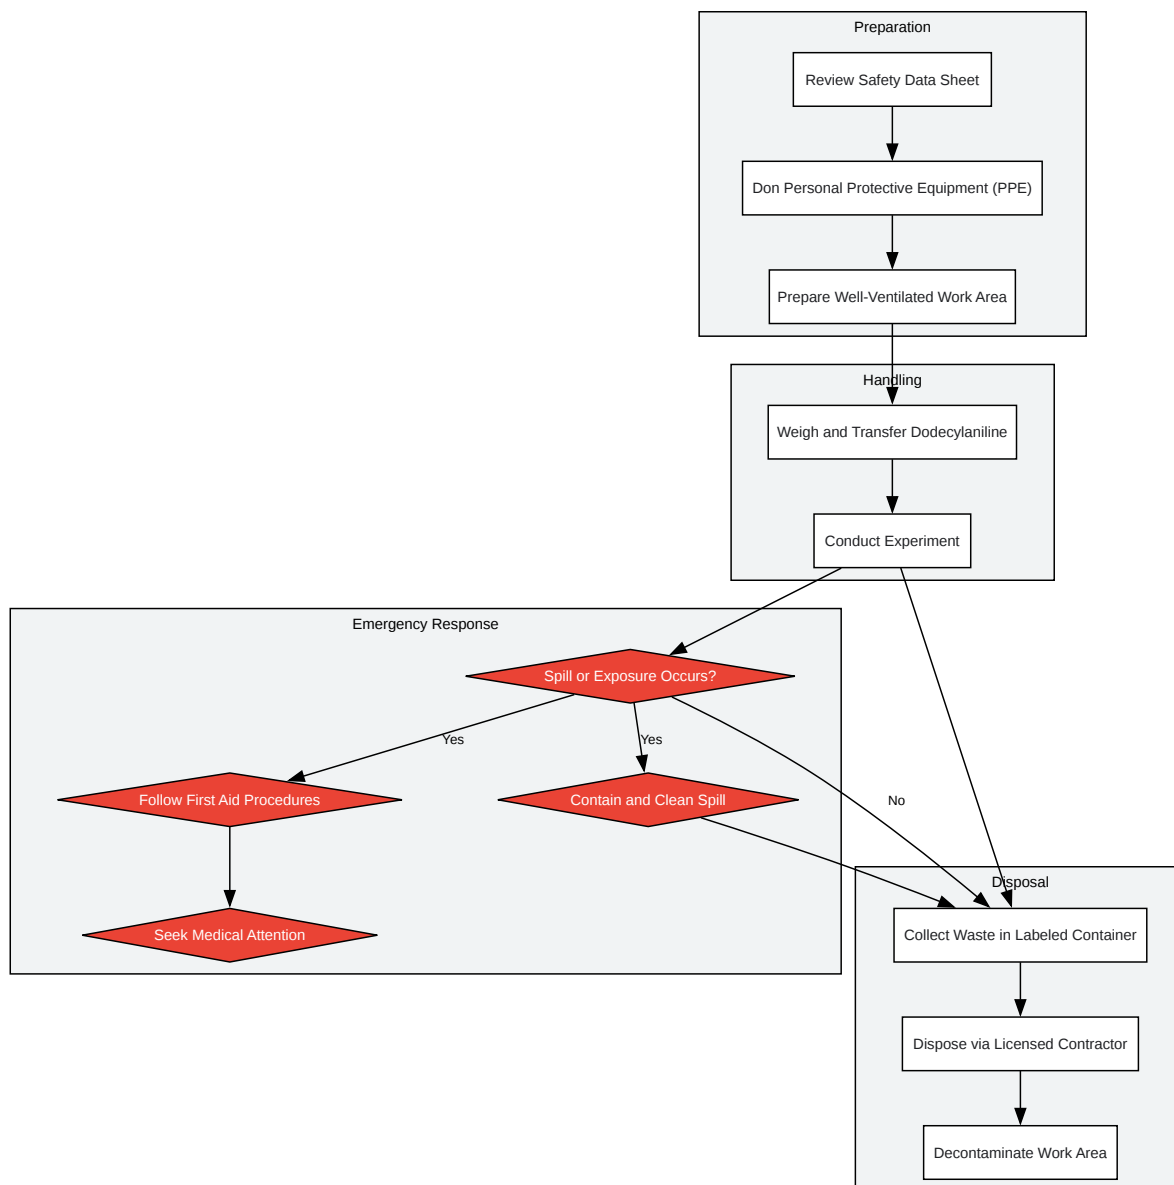 Preparation
Review Safety Data Sheet
Don Personal Protective Equipment (PPE)
Prepare Well-Ventilated Work Area
Handling
Weigh and Transfer Dodecylaniline
Conduct Experiment
Emergency Response
Spill or Exposure Occurs?
Yes
Yes
Follow First Aid Procedures
Contain and Clean Spill
No
Seek Medical Attention
Disposal
Collect Waste in Labeled Container
Dispose via Licensed Contractor
Decontaminate Work Area